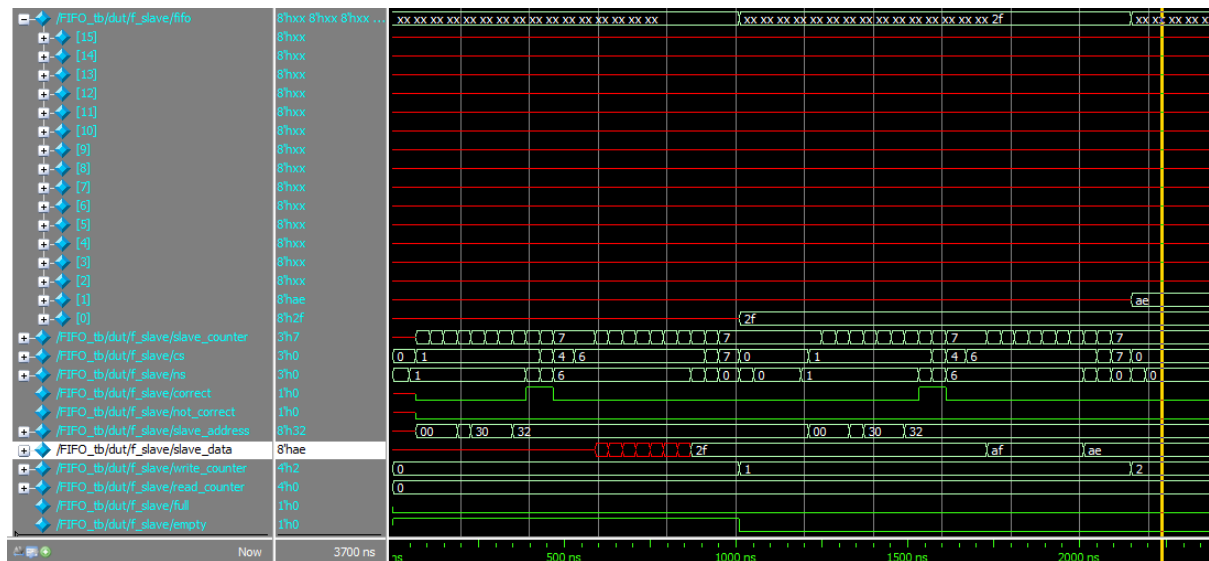 /FIFO_tb/dut/f_slave/fifo 8'hxx 8'hxx 8'hxx ... xx xx xx xx xx xx xx xx xx xx xx xx xx xx xx xx xx xx xx xx xx xx xx xx xx xx xx xx xx xx xx 2f xx xx xx xx x
[15] 8'hxx
[14] 8'hxx
[13] 8'hxx
[12] 8'hxx
[11] 8'hxx
[10] 8'hxx
[9] 8'hxx
[8] 8'hxx
[7] 8'hxx
[6] 8'hxx
[5] 8'hxx
[4] 8'hxx
[3] 8'hxx
[2] 8'hxx
[1] 8'hae ae
[0] 8'h2f 2f
/FIFO_tb/dut/f_slave/slave_counter 3'h7 7 7 7 7
/FIFO_tb/dut/f_slave/cs 3'h0 0 1 4 6 7 0 1 4 6 7 0
/FIFO_tb/dut/f_slave/ns 3'h0 1 6 0 0 1 6 0 0
/FIFO_tb/dut/f_slave/correct 1'h0
/FIFO_tb/dut/f_slave/not_correct 1'h0
/FIFO_tb/dut/f_slave/slave_address 8'h32 00 30 32 00 30 32
/FIFO_tb/dut/f_slave/slave_data 8'hae 2f af ae
/FIFO_tb/dut/f_slave/write_counter 4'h2 0 1 2
/FIFO_tb/dut/f_slave/read_counter 4'h0 0
/FIFO_tb/dut/f_slave/full 1'h0
/FIFO_tb/dut/f_slave/empty 1'h0
Now 3700 ns ns 500 ns 1000 ns 1500 ns 2000 ns